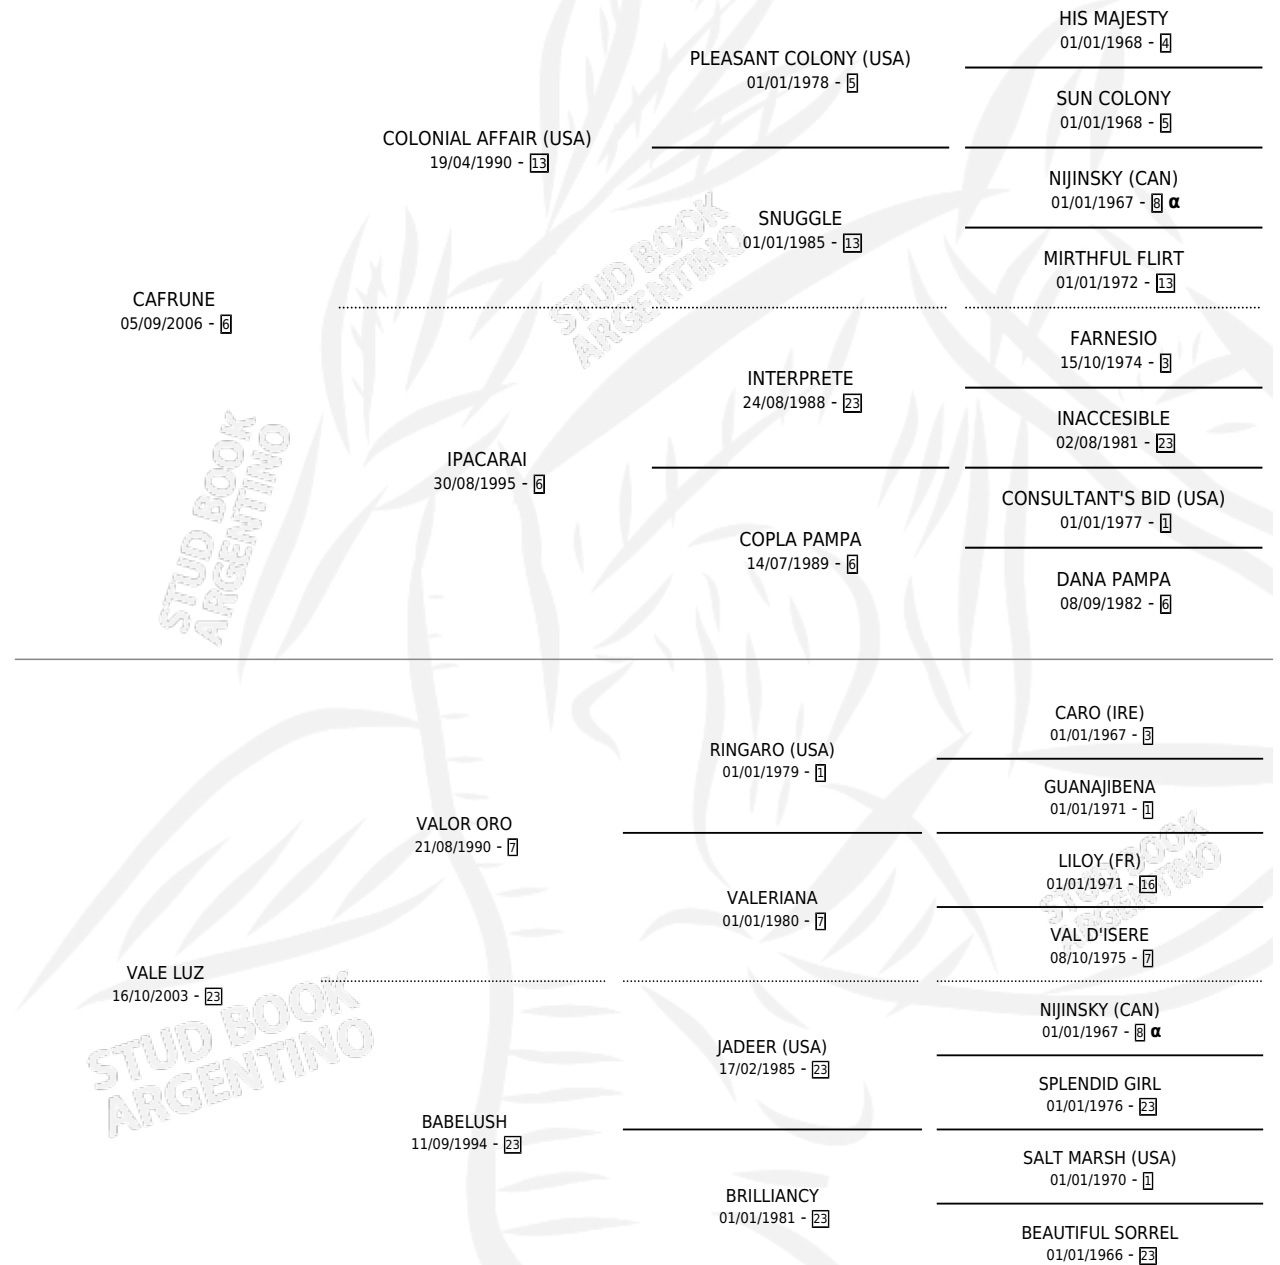 HIS MAJESTY
01/01/1968 - 4
PLEASANT COLONY (USA)
01/01/1978 - 5
SUN COLONY
01/01/1968 - 5
COLONIAL AFFAIR (USA)
19/04/1990 - 13
NIJINSKY (CAN)
01/01/1967 - 8 α
SNUGGLE
01/01/1985 - 13
MIRTHFUL FLIRT
01/01/1972 - 13
CAFRUNE
05/09/2006 - 6
FARNESIO
15/10/1974 - 3
INTERPRETE
24/08/1988 - 23
INACCESIBLE
02/08/1981 - 23
IPACARAI
30/08/1995 - 6
CONSULTANT'S BID (USA)
01/01/1977 - 1
COPLA PAMPA
14/07/1989 - 6
DANA PAMPA
08/09/1982 - 6
CARO (IRE)
01/01/1967 - 3
RINGARO (USA)
01/01/1979 - 1
GUANAJIBENA
01/01/1971 - 1
VALOR ORO
21/08/1990 - 7
LILOY (FR)
01/01/1971 - 16
VALERIANA
01/01/1980 - 7
VAL D'ISERE
08/10/1975 - 7
VALE LUZ
16/10/2003 - 23
NIJINSKY (CAN)
01/01/1967 - 8 α
JADEER (USA)
17/02/1985 - 23
SPLENDID GIRL
01/01/1976 - 23
BABELUSH
11/09/1994 - 23
SALT MARSH (USA)
01/01/1970 - 1
BRILLIANCY
01/01/1981 - 23
BEAUTIFUL SORREL
01/01/1966 - 23
STUD BOOK
ARGENTINO
STUD BOOK
ARGENTINO
STUD BOOK
ARGENTINO
STUD BOOK
ARGENTINO